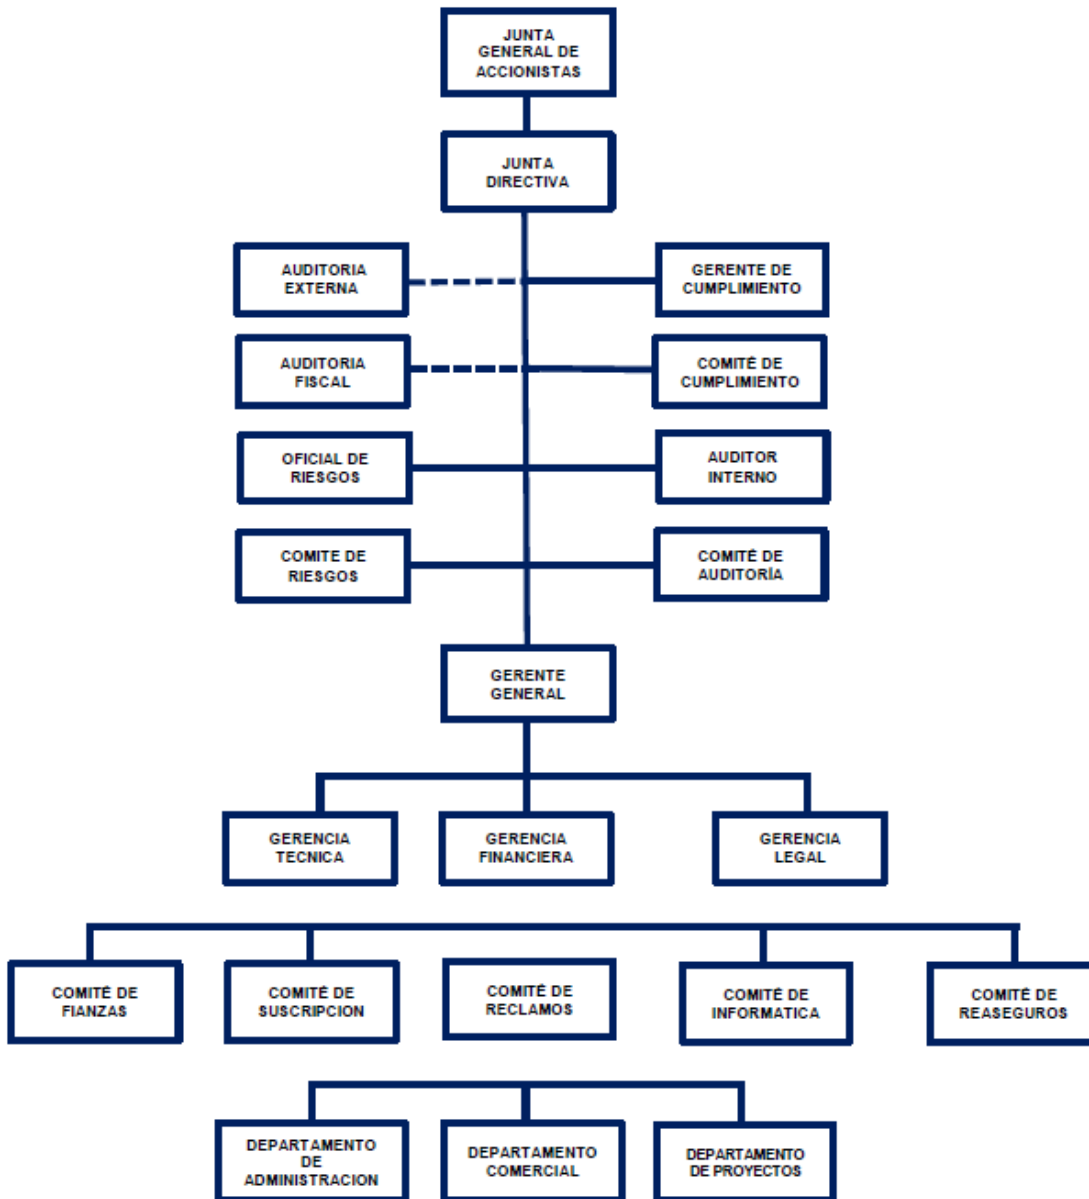 JUNTA
GENERAL DE
ACCIONISTAS
JUNTA
DIRECTIVA
AUDITORIA
EXTERNA
GERENTE DE
CUMPLIMIENTO
AUDITORIA
FISCAL
COMITÉ DE
CUMPLIMIENTO
OFICIAL DE
RIESGOS
AUDITOR
INTERNO
COMITE DE
RIESGOS
COMITÉ DE
AUDITORÍA
GERENTE
GENERAL
GERENCIA
TECNICA
GERENCIA
FINANCIERA
GERENCIA
LEGAL
COMITÉ DE
FIANZAS
COMITÉ DE
SUSCRIPCION
COMITÉ DE
RECLAMOS
COMITÉ DE
INFORMATICA
COMITÉ DE
REASEGUROS
DEPARTAMENTO
DE
ADMINISTRACION
DEPARTAMENTO
COMERCIAL
DEPARTAMENTO
DE PROYECTOS